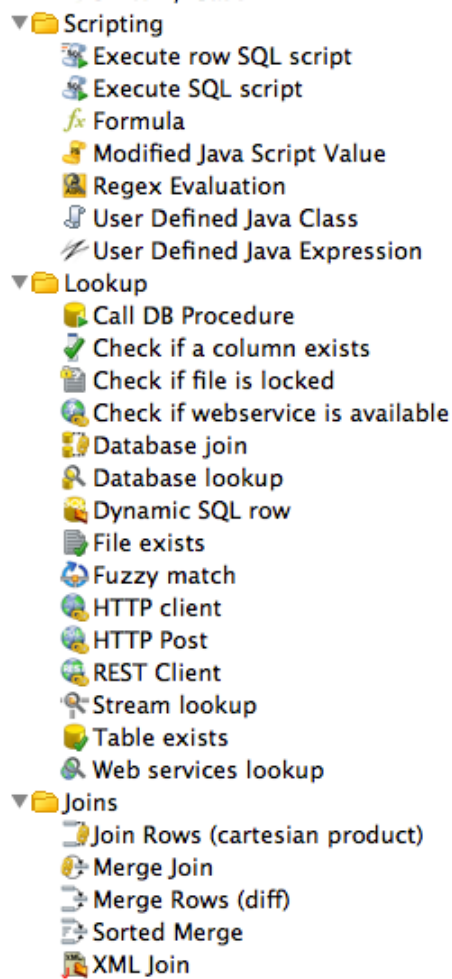 Scripting
Execute row SQL script
Execute SQL script
Formula
Modified Java Script Value
Regex Evaluation
User Defined Java Class
User Defined Java Expression
Lookup
Call DB Procedure
Check if a column exists
Check if file is locked
Check if webservice is available
Database join
Database lookup
Dynamic SQL row
File exists
Fuzzy match
HTTP client
HTTP Post
REST Client
Stream lookup
Table exists
Web services lookup
Joins
Join Rows (cartesian product)
Merge Join
Merge Rows (diff)
Sorted Merge
XML Join